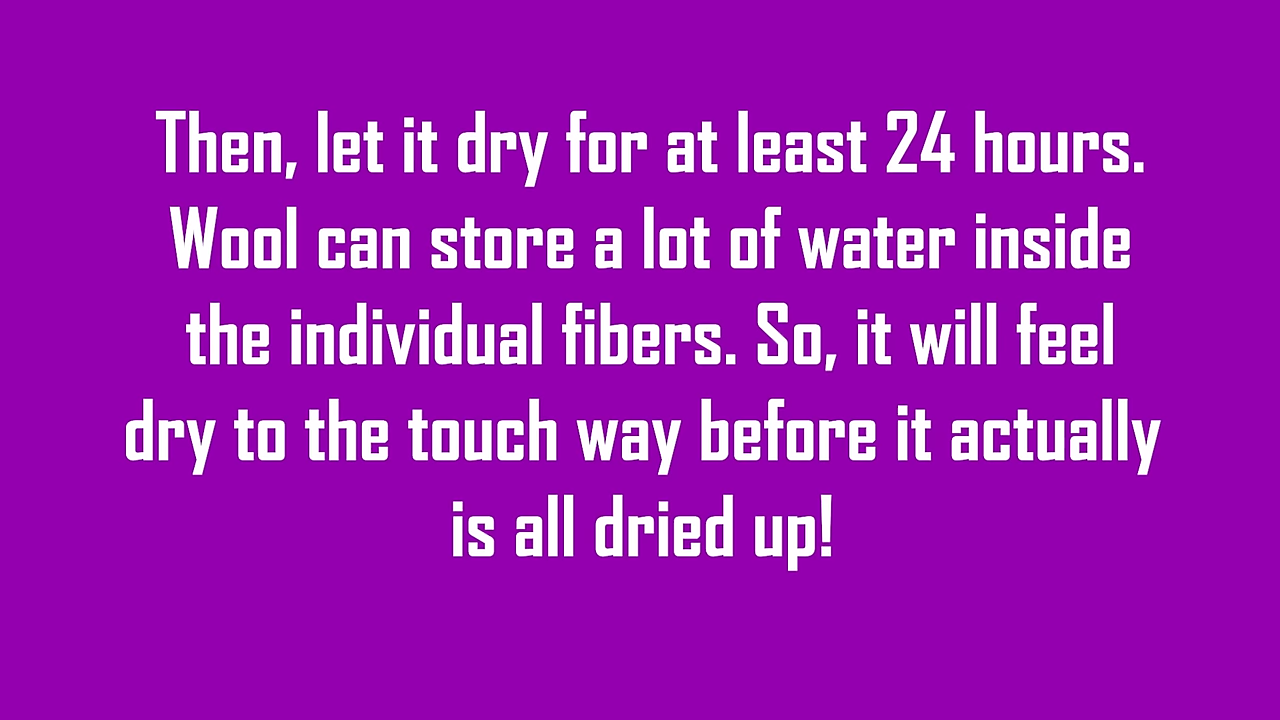 Then, let it dry for at least 24 hours.
Wool can store a lot of water inside
the individual fibers. So, it will feel
dry to the touch way before it actually
is all dried up!